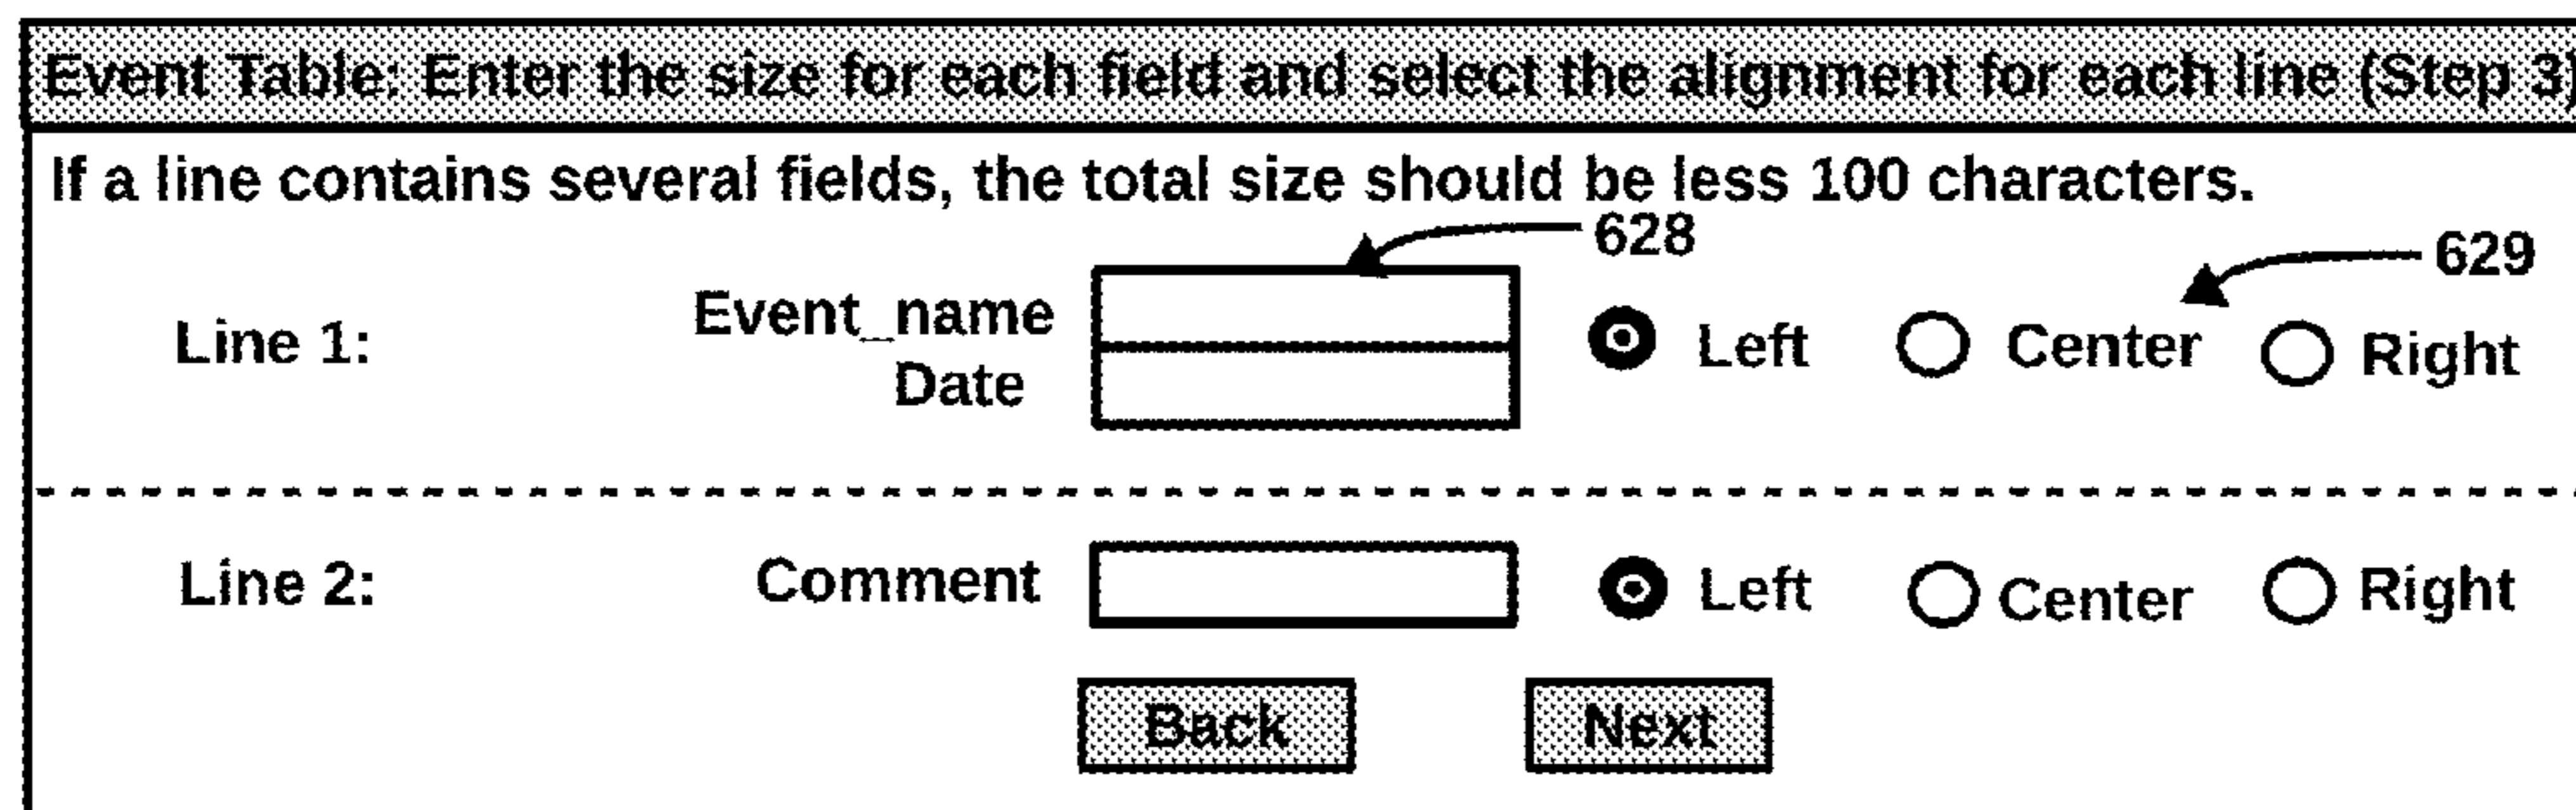 Event Table: Enter the size for each field and select the alignment for each line (Step 3)
If a line contains several fields, the total size should be less 100 characters.
628
629
Line 1: Event_name Left Center Right
Date
Line 2: Comment Left Center Right
Back Next